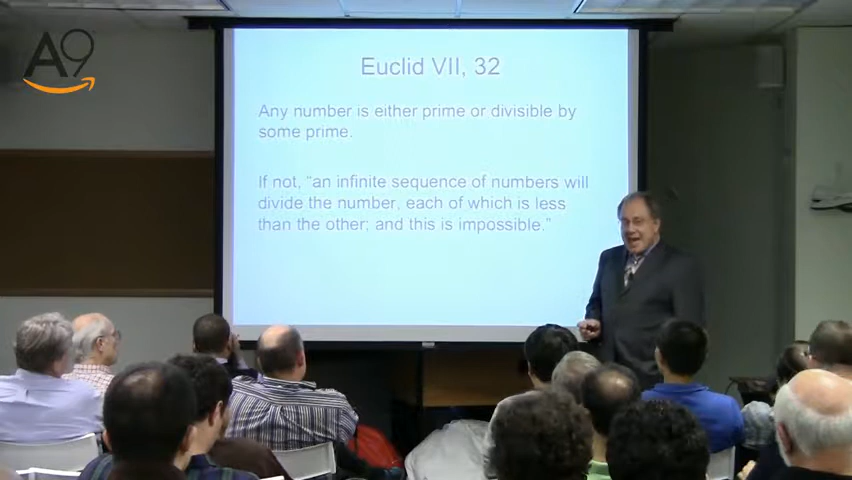 A9
Euclid VII, 32
Any number is either prime or divisible by
some prime.
If not, "an infinite sequence of numbers will
divide the number, each of which is less
than the other; and this is impossible."